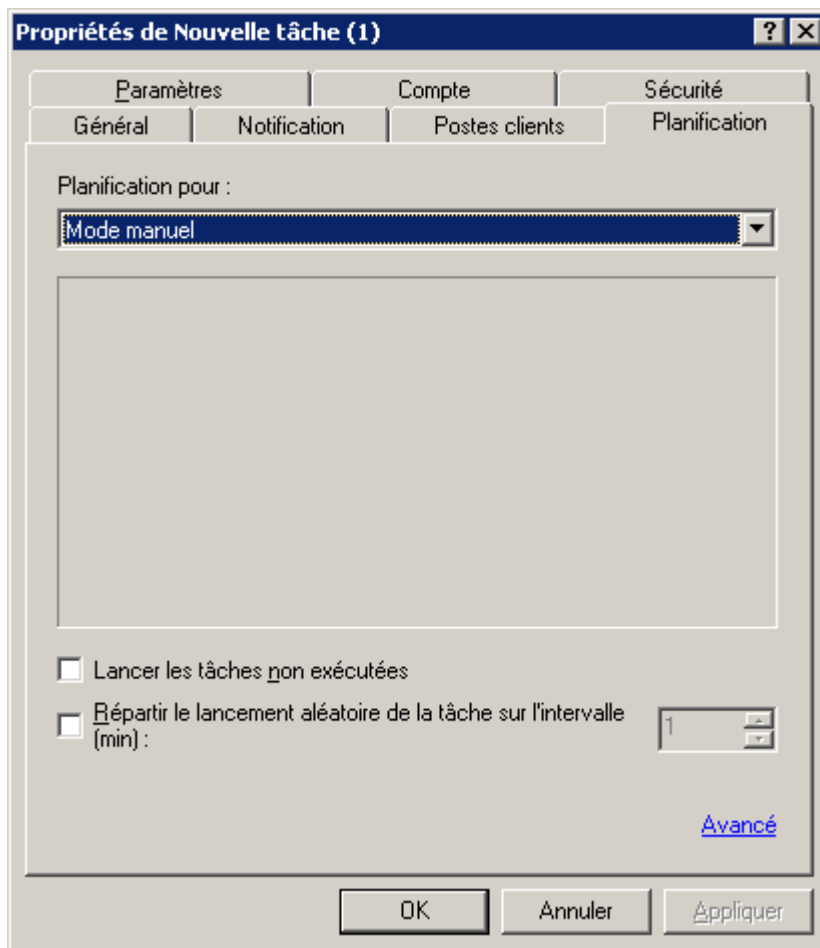 Propriétés de Nouvelle tâche (1)
Paramètres Compte Sécurité
Général Notification Postes clients Planification
Planification pour :
Mode manuel
Lancer les tâches non exécutées
Répartir le lancement aléatoire de la tâche sur l'intervalle
(min) :
1
Avancé
OK Annuler Appliquer